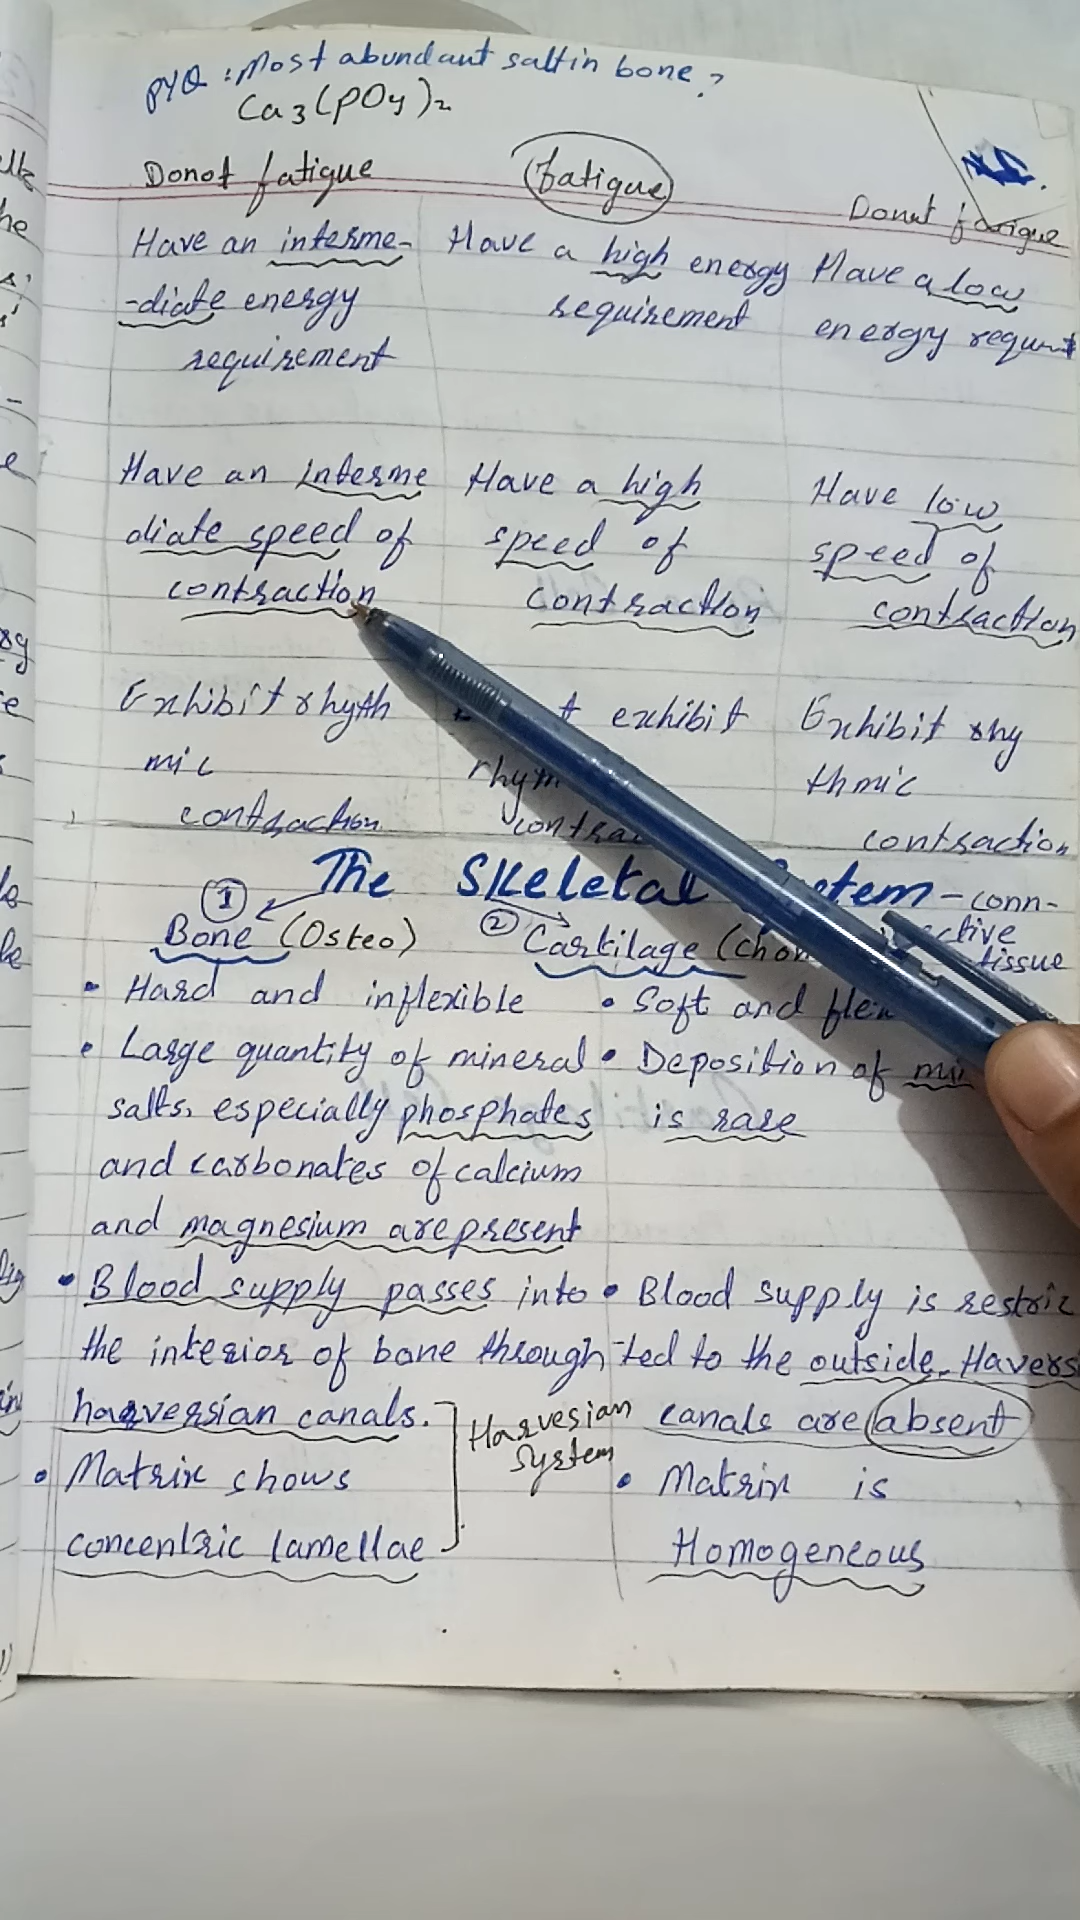 PYQ : Most abundant salt in bone?
Ca3(PO4)2
Donot fatigue
fatigue
Donot fatigue
Have an interme-
-diate energy
requirement
Have a high energy
requirement
Have a low
energy requ
Have an Interme
diate speed of
contraction
Have a high
speed of
contraction
Have low
speed of
contraction
Exhibit rhyth
mic
contraction
exhibit
Exhibit rhy
thmic
contraction
The Skeletal - conn-
ective
tissue
① Bone (Osteo)
② Cartilage
• Hard and inflexible
• Large quantity of mineral
salts, especially phosphates
and carbonates of calcium
and magnesium are present
• Blood supply passes into
the interior of bone through
haversian canals.
• Matrix shows
concentric lamellae
Harvesian
System
• Soft and
• Deposition of
is rare
• Blood supply is restric
-ted to the outside. Havers
canals are absent
• Matrix is
Homogeneous